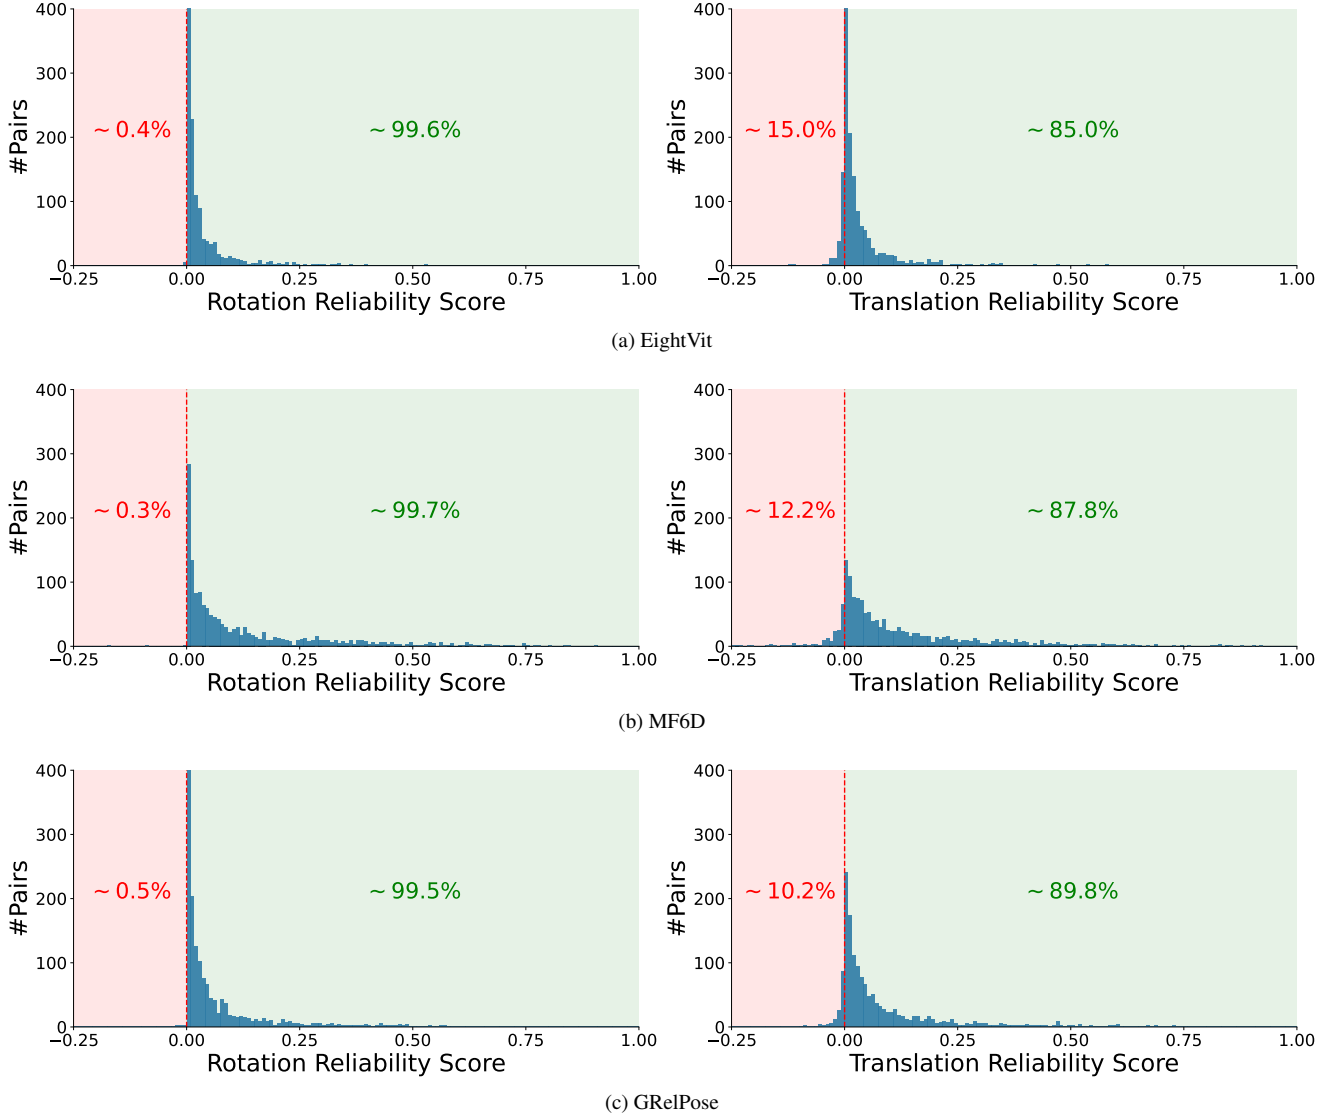 400
300
200
100
0
#Pairs
~ 0.4%
~ 99.6%
−0.25 0.00 0.25 0.50 0.75 1.00
Rotation Reliability Score
400
300
200
100
0
#Pairs
~ 15.0%
~ 85.0%
−0.25 0.00 0.25 0.50 0.75 1.00
Translation Reliability Score
(a) EightVit
400
300
200
100
0
#Pairs
~ 0.3%
~ 99.7%
−0.25 0.00 0.25 0.50 0.75 1.00
Rotation Reliability Score
400
300
200
100
0
#Pairs
~ 12.2%
~ 87.8%
−0.25 0.00 0.25 0.50 0.75 1.00
Translation Reliability Score
(b) MF6D
400
300
200
100
0
#Pairs
~ 0.5%
~ 99.5%
−0.25 0.00 0.25 0.50 0.75 1.00
Rotation Reliability Score
400
300
200
100
0
#Pairs
~ 10.2%
~ 89.8%
−0.25 0.00 0.25 0.50 0.75 1.00
Translation Reliability Score
(c) GRelPose